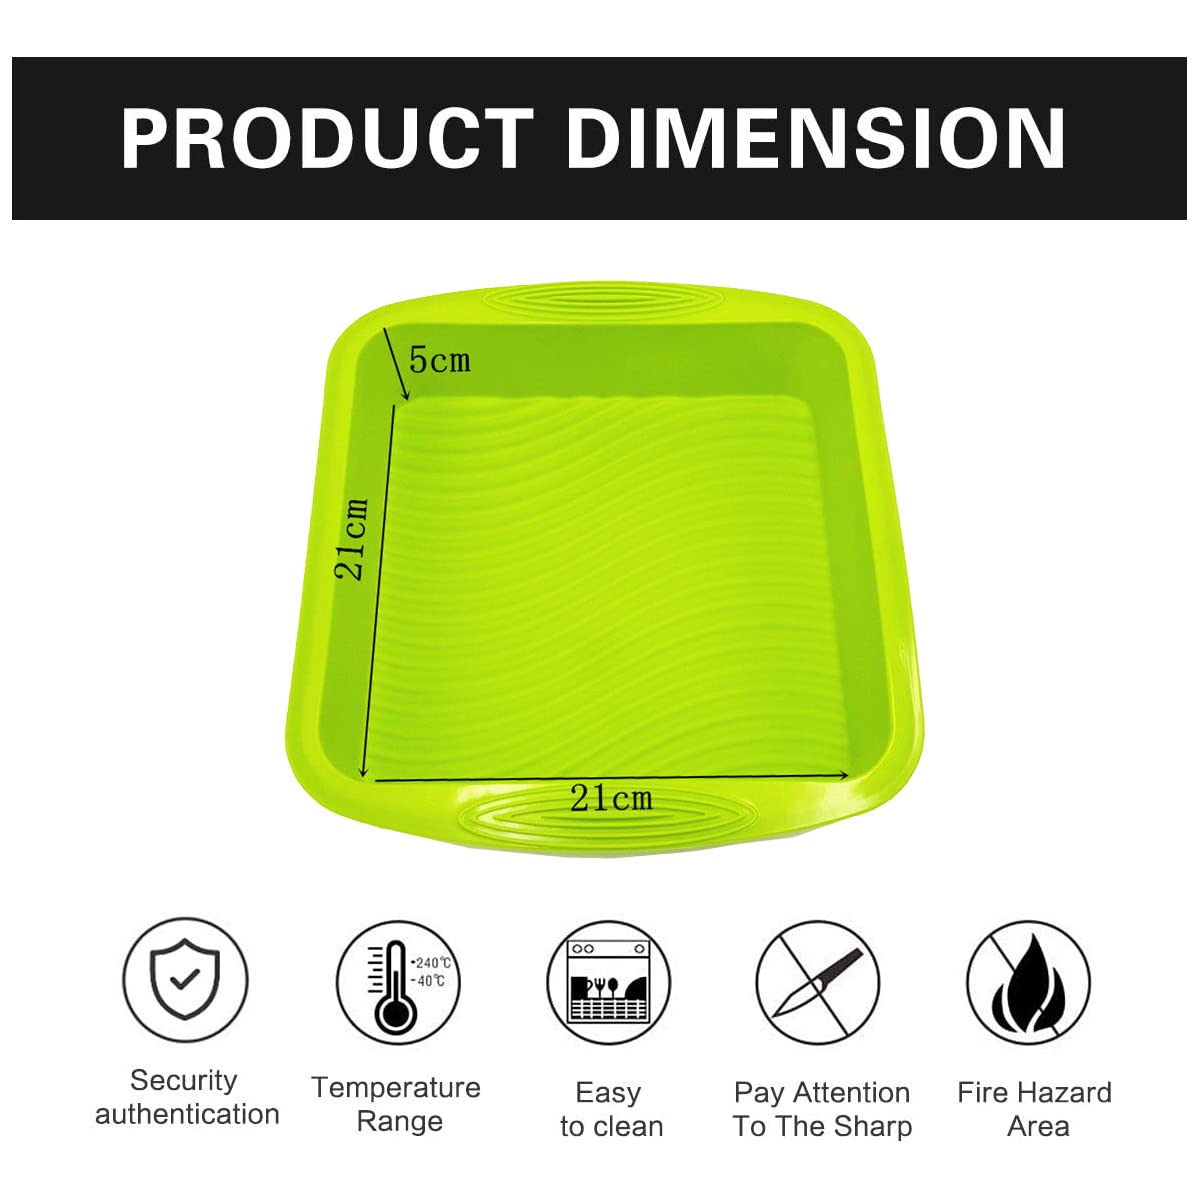 PRODUCT DIMENSION
5cm
21cm
21cm
•240℃
-40℃
Security
authentication
Temperature
Range
Easy
to clean
Pay Attention
To The Sharp
Fire Hazard
Area